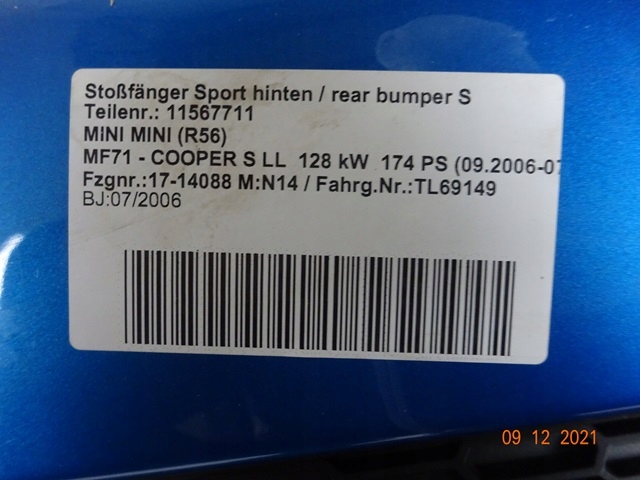 Stoßfänger Sport hinten / rear bumper S
Teilenr.: 11567711
MINI MINI (R56)
MF71 - COOPER S LL 128 kW 174 PS (09.2006-07
Fzgnr.:17-14088 M:N14 / Fahrg.Nr.:TL69149
BJ:07/2006
09 12 2021